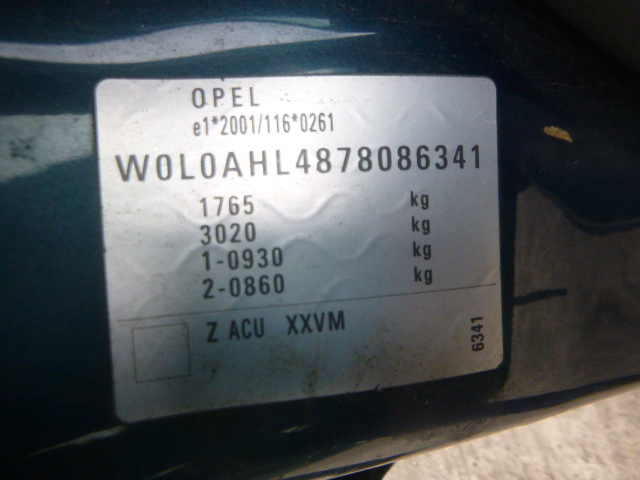 OPEL
e1*2001/116*0261
W0L0AHL4878086341
1765 kg
3020 kg
1-0930 kg
2-0860 kg
Z ACU XXVM
6341